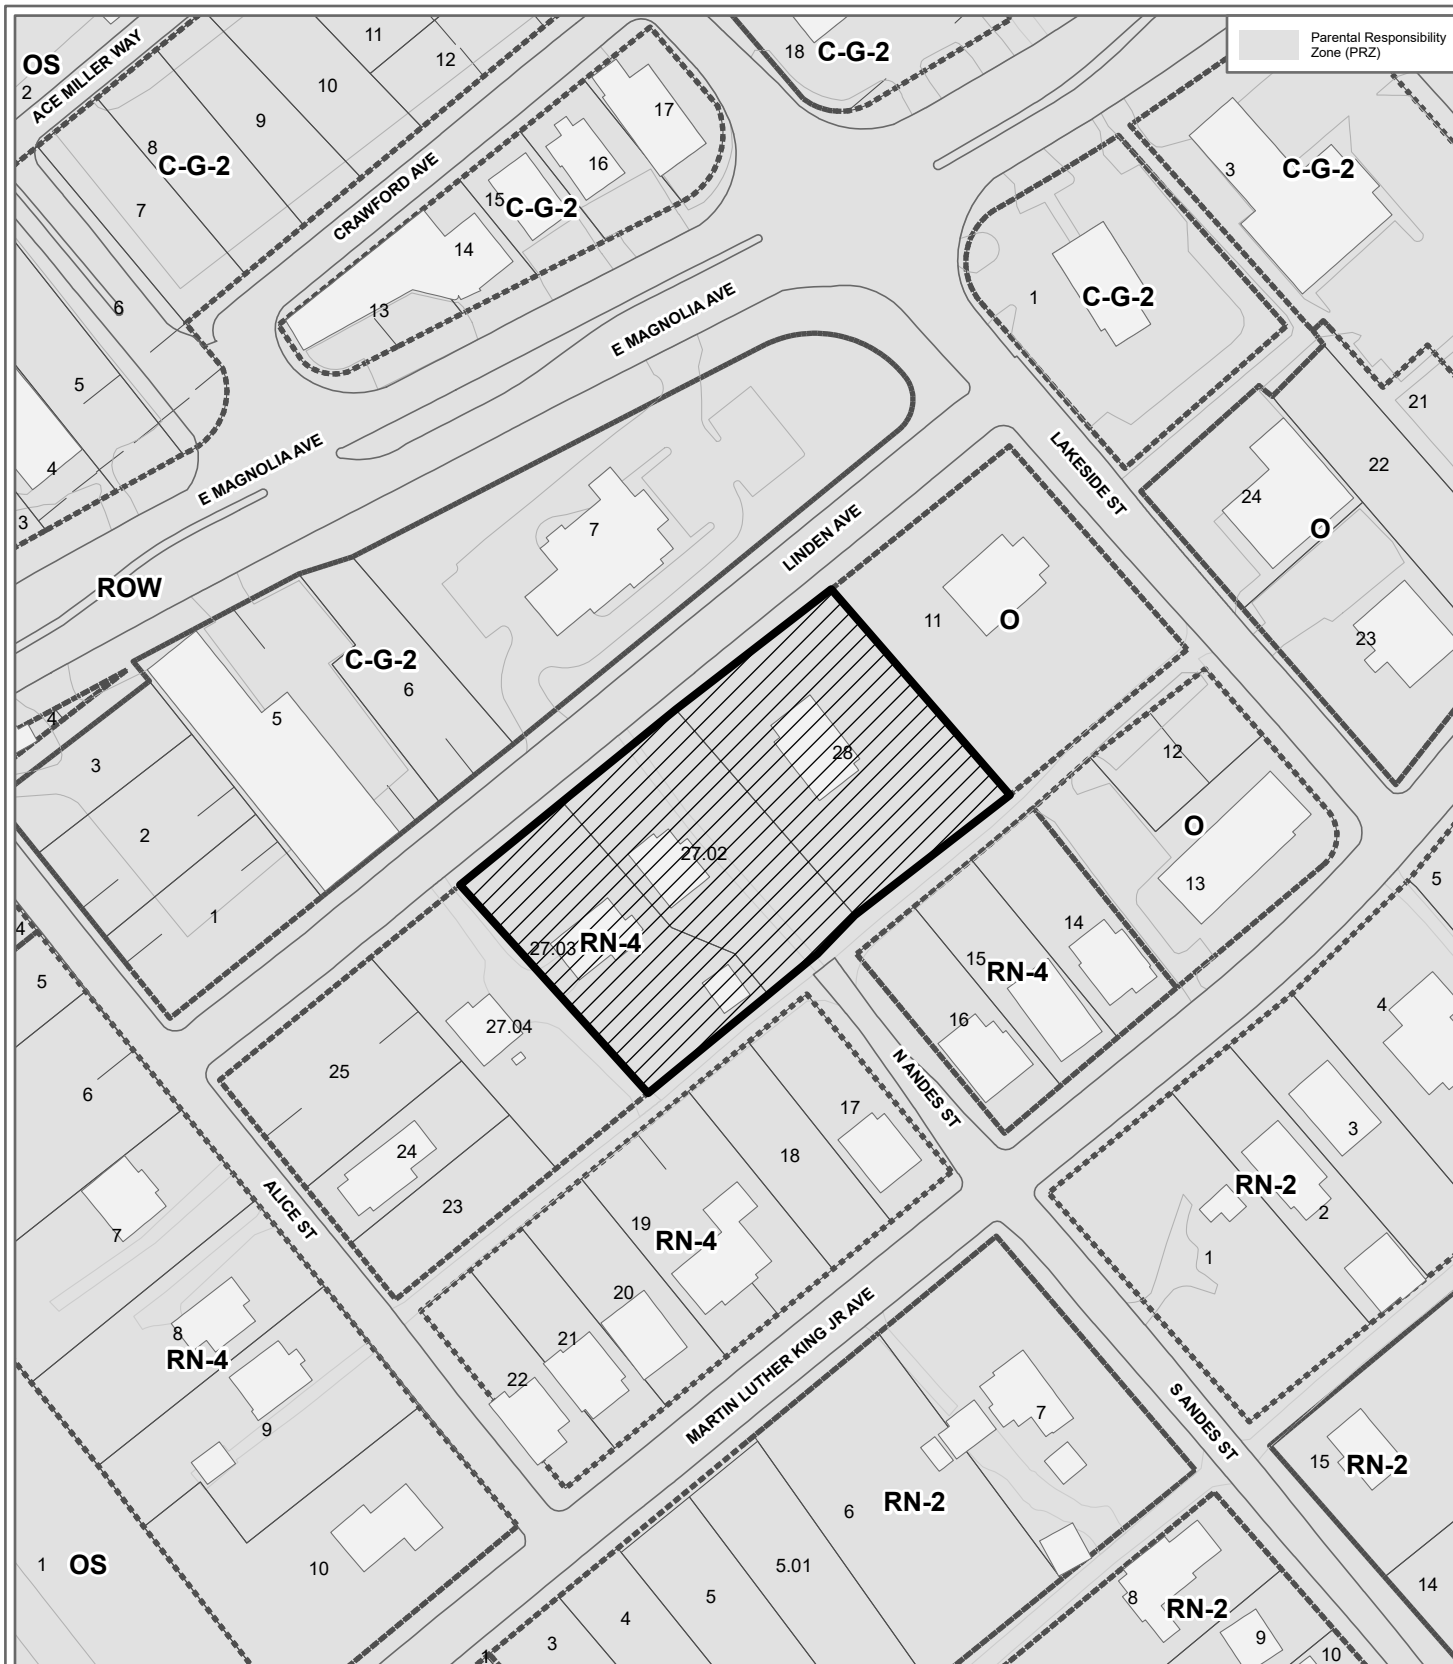 Parental Responsibility
Zone (PRZ)
OS
2
ACE MILLER WAY
11
12
10
9
8
C-G-2
7
6
5
4
3
CRAWFORD AVE
17
16
15
C-G-2
14
13
18
C-G-2
3
C-G-2
1
C-G-2
E MAGNOLIA AVE
E MAGNOLIA AVE
21
22
24
O
23
LAKESIDE ST
LINDEN AVE
7
ROW
C-G-2
6
5
4
3
2
1
11
O
12
O
13
28
27.02
27.03
RN-4
27.04
14
15
RN-4
16
N ANDES ST
5
4
3
RN-2
2
1
4
5
6
7
25
24
23
ALICE ST
17
18
19
RN-4
20
21
22
8
RN-4
9
10
1
OS
MARTIN LUTHER KING JR AVE
S ANDES ST
7
RN-2
6
5.01
5
4
3
1
15
RN-2
14
8
RN-2
9
10